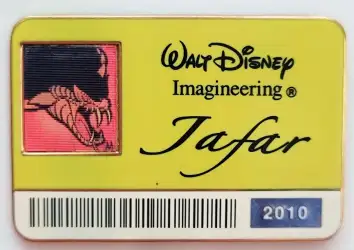 Walt Disney
Imagineering ®
Jafar
2010